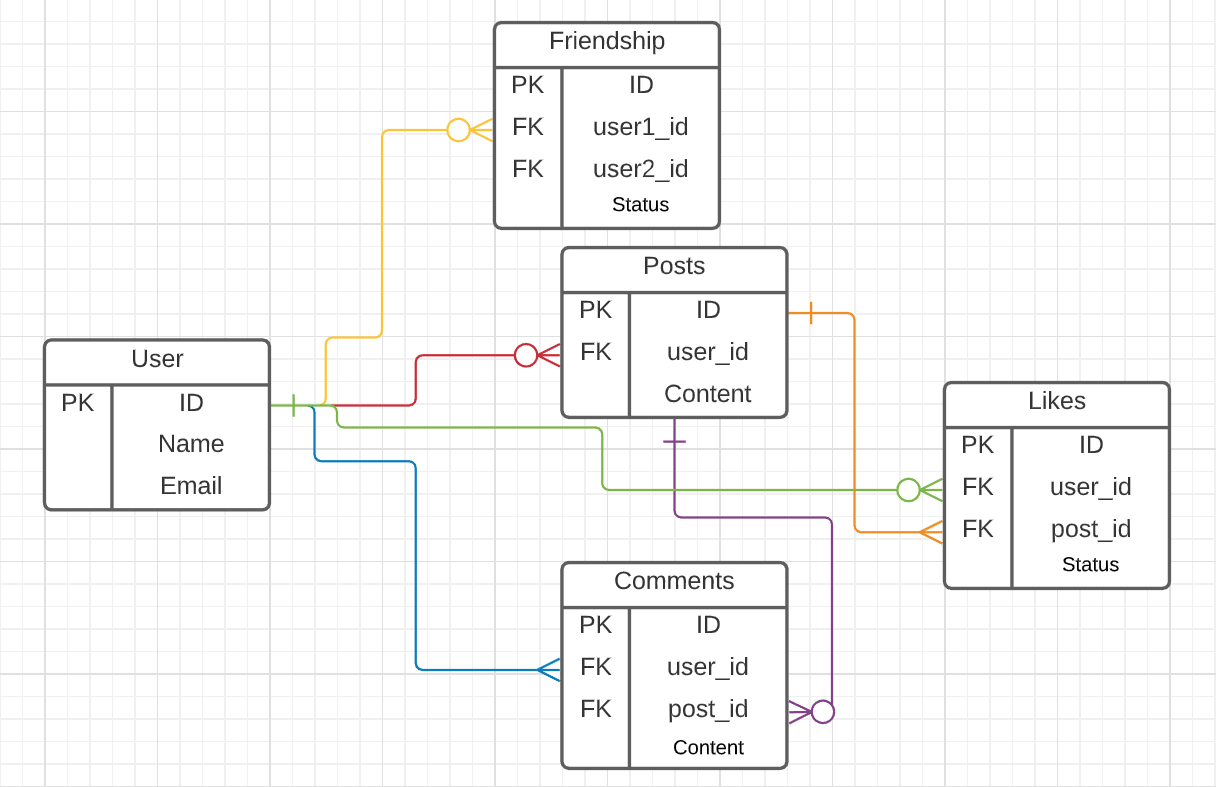 Friendship
PK ID
FK user1_id
FK user2_id
Status
Posts
PK ID
FK user_id
Content
User
PK ID
Name
Email
Likes
PK ID
FK user_id
FK post_id
Status
Comments
PK ID
FK user_id
FK post_id
Content